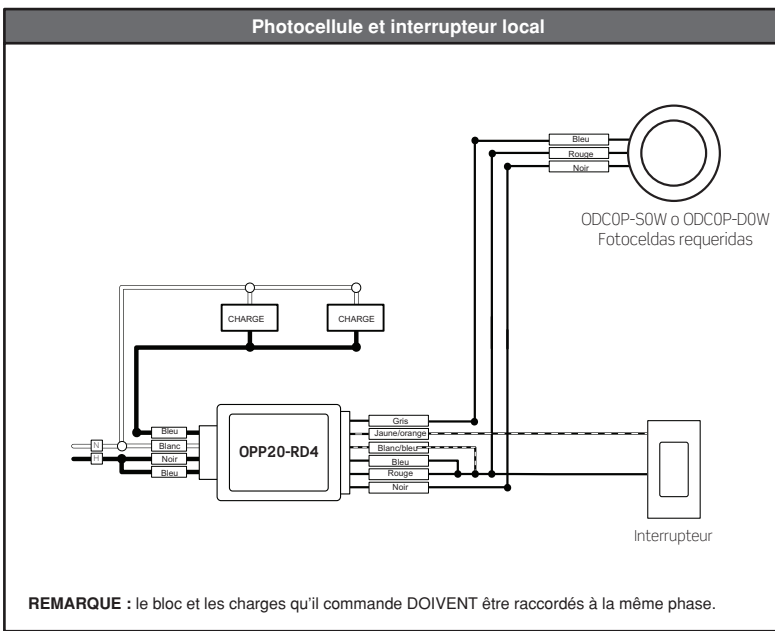 Photocellule et interrupteur local
Bleu
Rouge
Noir
ODC0P-S0W o ODC0P-D0W
Fotoceldas requeridas
CHARGE
CHARGE
Bleu
Blanc
Noir
Bleu
N
H
OPP20-RD4
Gris
Jaune/orange
Blanc/bleu
Bleu
Rouge
Noir
Interrupteur
REMARQUE : le bloc et les charges qu'il commande DOIVENT être raccordés à la même phase.